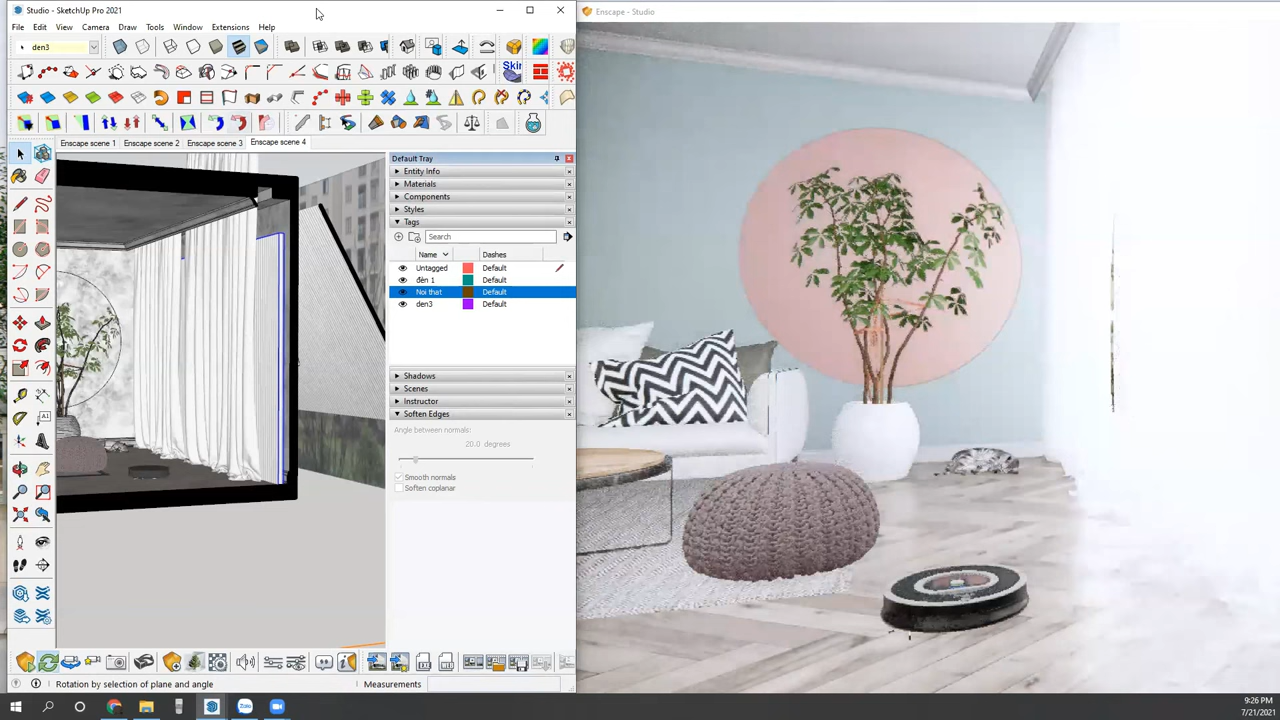 Studio - SketchUp Pro 2021
Enscape - Studio
File Edit View Camera Draw Tools Window Extensions Help
den3
Skin
Enscape scene 1 Enscape scene 2 Enscape scene 3 Enscape scene 4
Default Tray
Entity Info
Materials
Components
Styles
Tags
Search
Name Dashes
Untagged Default
đèn 1 Default
Noi that Default
den3 Default
Shadows
Scenes
Instructor
Soften Edges
Angle between normals:
20.0 degrees
Smooth normals
Soften coplanar
Rotation by selection of plane and angle
Measurements
Zalo
9:26 PM
7/21/2021